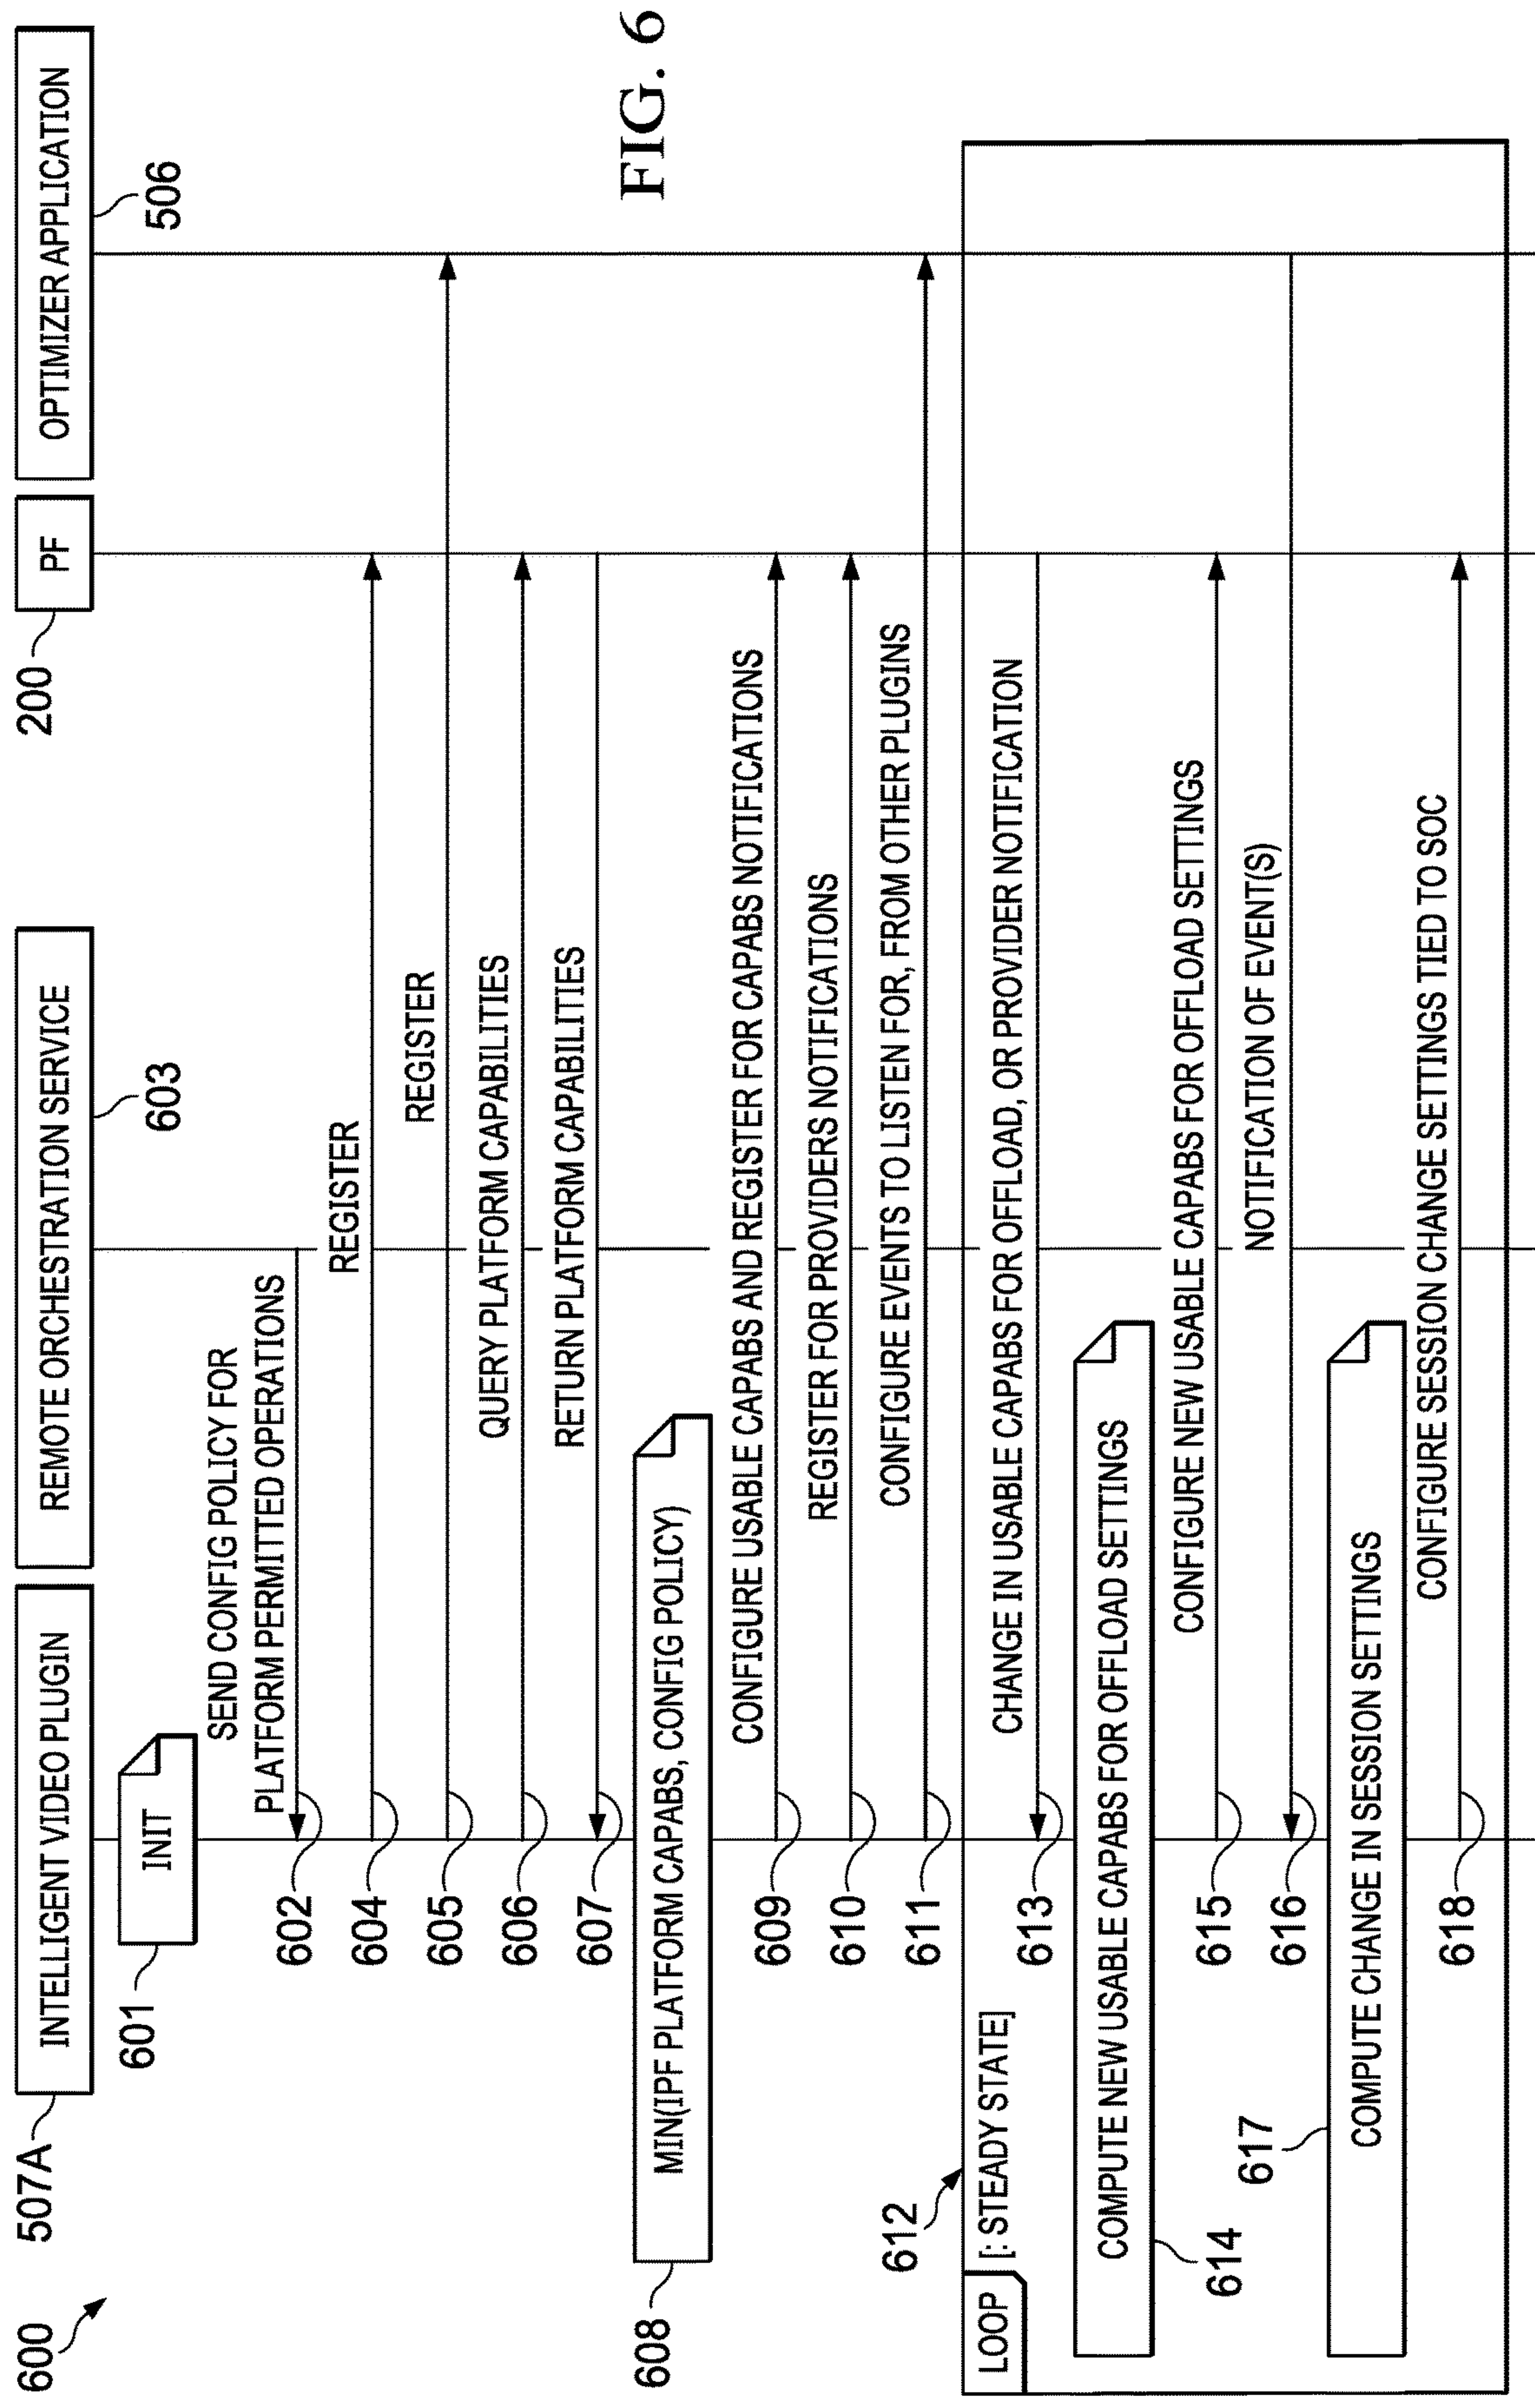 600
507A
INTELLIGENT VIDEO PLUGIN
REMOTE ORCHESTRATION SERVICE
603
200
PF
OPTIMIZER APPLICATION
506
601
INIT
SEND CONFIG POLICY FOR
PLATFORM PERMITTED OPERATIONS
602
REGISTER
604
REGISTER
605
QUERY PLATFORM CAPABILITIES
606
RETURN PLATFORM CAPABILITIES
607
MIN(IPF PLATFORM CAPABS, CONFIG POLICY)
608
CONFIGURE USABLE CAPABS AND REGISTER FOR CAPABS NOTIFICATIONS
609
REGISTER FOR PROVIDERS NOTIFICATIONS
610
CONFIGURE EVENTS TO LISTEN FOR, FROM OTHER PLUGINS
611
612
LOOP
[: STEADY STATE]
CHANGE IN USABLE CAPABS FOR OFFLOAD, OR PROVIDER NOTIFICATION
613
COMPUTE NEW USABLE CAPABS FOR OFFLOAD SETTINGS
614
CONFIGURE NEW USABLE CAPABS FOR OFFLOAD SETTINGS
615
NOTIFICATION OF EVENT(S)
616
617
COMPUTE CHANGE IN SESSION SETTINGS
CONFIGURE SESSION CHANGE SETTINGS TIED TO SOC
618
FIG. 6